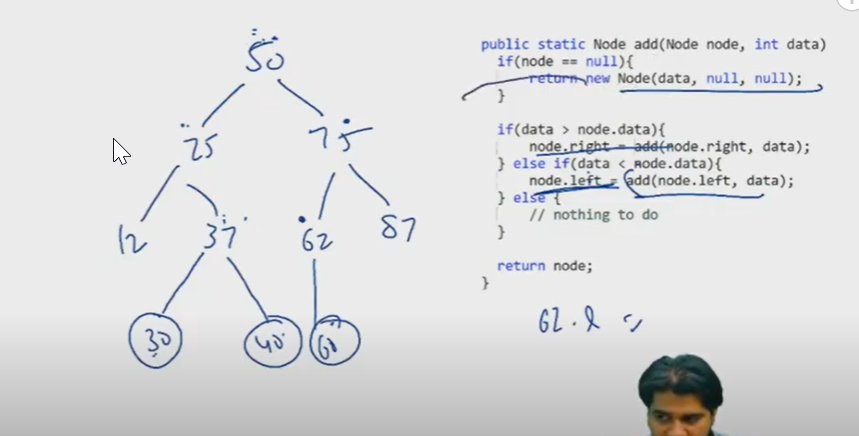 50
25 75
12 37 62 87
30 40 60
public static Node add(Node node, int data)
if(node == null){
return new Node(data, null, null);
}
if(data > node.data){
node.right = add(node.right, data);
} else if(data < node.data){
node.left = add(node.left, data);
} else {
// nothing to do
}
return node;
}
62.l =